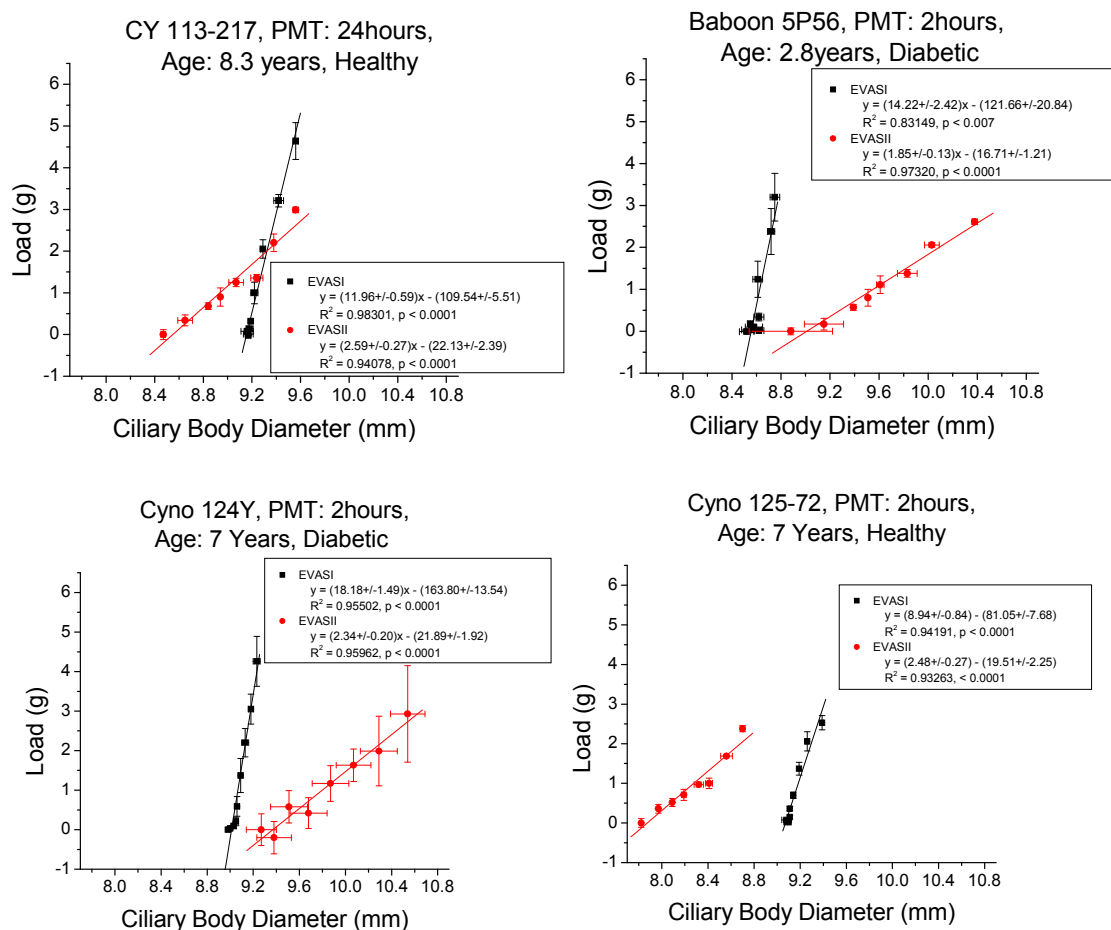 CY 113-217, PMT: 24hours,
Age: 8.3 years, Healthy
6
5
4
3
2
1
0
-1
Load (g)
EVASI
y = (11.96+/-0.59)x - (109.54+/-5.51)
R² = 0.98301, p < 0.0001
EVASII
y = (2.59+/-0.27)x - (22.13+/-2.39)
R² = 0.94078, p < 0.0001
8.0 8.4 8.8 9.2 9.6 10.0 10.4 10.8
Ciliary Body Diameter (mm)
Baboon 5P56, PMT: 2hours,
Age: 2.8years, Diabetic
6
5
4
3
2
1
0
-1
Load (g)
EVASI
y = (14.22+/-2.42)x - (121.66+/-20.84)
R² = 0.83149, p < 0.007
EVASII
y = (1.85+/-0.13)x - (16.71+/-1.21)
R² = 0.97320, p < 0.0001
8.0 8.4 8.8 9.2 9.6 10.0 10.4 10.8
Ciliary Body Diameter (mm)
Cyno 124Y, PMT: 2hours,
Age: 7 Years, Diabetic
6
5
4
3
2
1
0
-1
Load (g)
EVASI
y = (18.18+/-1.49)x - (163.80+/-13.54)
R² = 0.95502, p < 0.0001
EVASII
y = (2.34+/-0.20)x - (21.89+/-1.92)
R² = 0.95962, p < 0.0001
8.0 8.4 8.8 9.2 9.6 10.0 10.4 10.8
Ciliary Body Diameter (mm)
Cyno 125-72, PMT: 2hours,
Age: 7 Years, Healthy
6
5
4
3
2
1
0
-1
Load (g)
EVASI
y = (8.94+/-0.84) - (81.05+/-7.68)
R² = 0.94191, p < 0.0001
EVASII
y = (2.48+/-0.27) - (19.51+/-2.25)
R² = 0.93263, < 0.0001
8.0 8.4 8.8 9.2 9.6 10.0 10.4 10.8
Ciliary Body Diameter (mm)